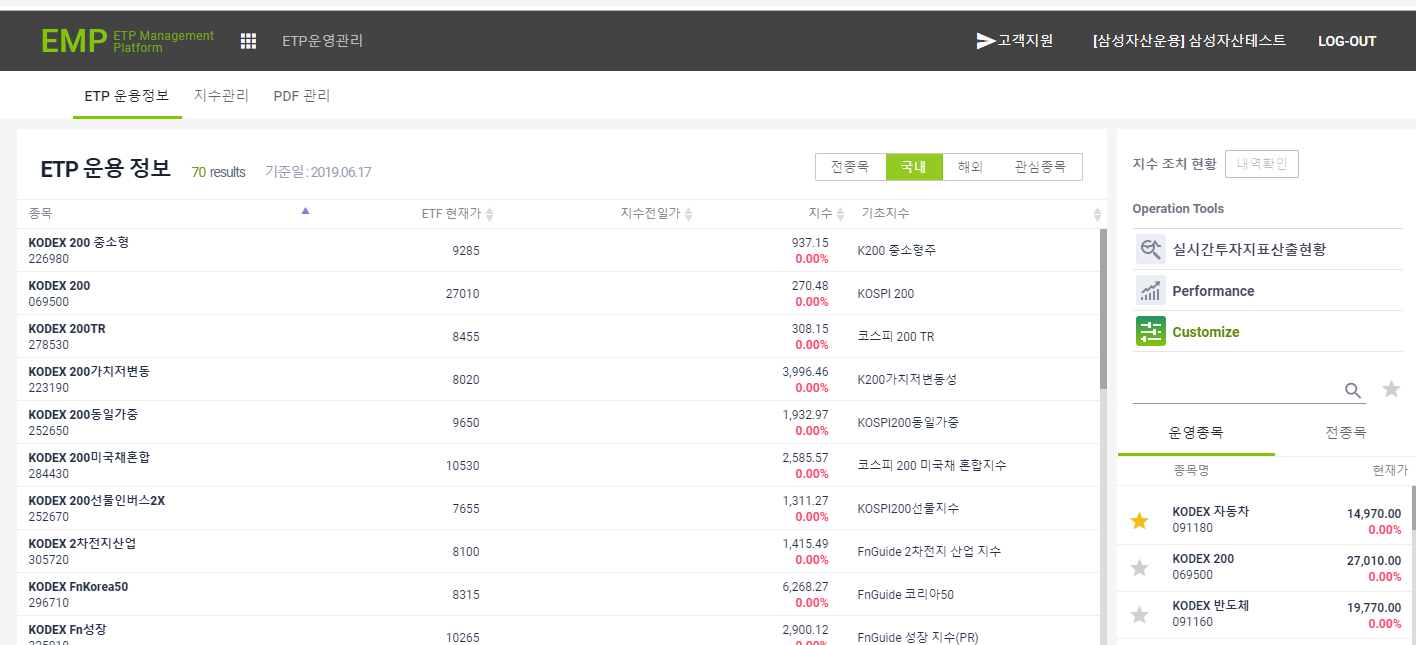 EMP ETP Management Platform
ETP운영관리
고객지원
[삼성자산운용] 삼성자산테스트
LOG-OUT
ETP 운용정보 지수관리 PDF 관리
ETP 운용 정보 70 results 기준일 : 2019.06.17
전종목 국내 해외 관심종목
종목 ETF 현재가 지수전일가 지수 기초지수
KODEX 200 중소형
226980
9285
937.15
0.00%
K200 중소형주
KODEX 200
069500
27010
270.48
0.00%
KOSPI 200
KODEX 200TR
278530
8455
308.15
0.00%
코스피 200 TR
KODEX 200가치저변동
223190
8020
3,996.46
0.00%
K200가치저변동성
KODEX 200동일가중
252650
9650
1,932.97
0.00%
KOSPI200동일가중
KODEX 200미국채혼합
284430
10530
2,585.57
0.00%
코스피 200 미국채 혼합지수
KODEX 200선물인버스2X
252670
7655
1,311.27
0.00%
KOSPI200선물지수
KODEX 2차전지산업
305720
8100
1,415.49
0.00%
FnGuide 2차전지 산업 지수
KODEX FnKorea50
296710
8315
6,268.27
0.00%
FnGuide 코리아50
KODEX Fn성장
10265
2,900.12
FnGuide 성장 지수(PR)
지수 조치 현황 내역확인
Operation Tools
실시간투자지표산출현황
Performance
Customize
운영종목 전종목
종목명 현재가
KODEX 자동차
091180
14,970.00
0.00%
KODEX 200
069500
27,010.00
0.00%
KODEX 반도체
091160
19,770.00
0.00%